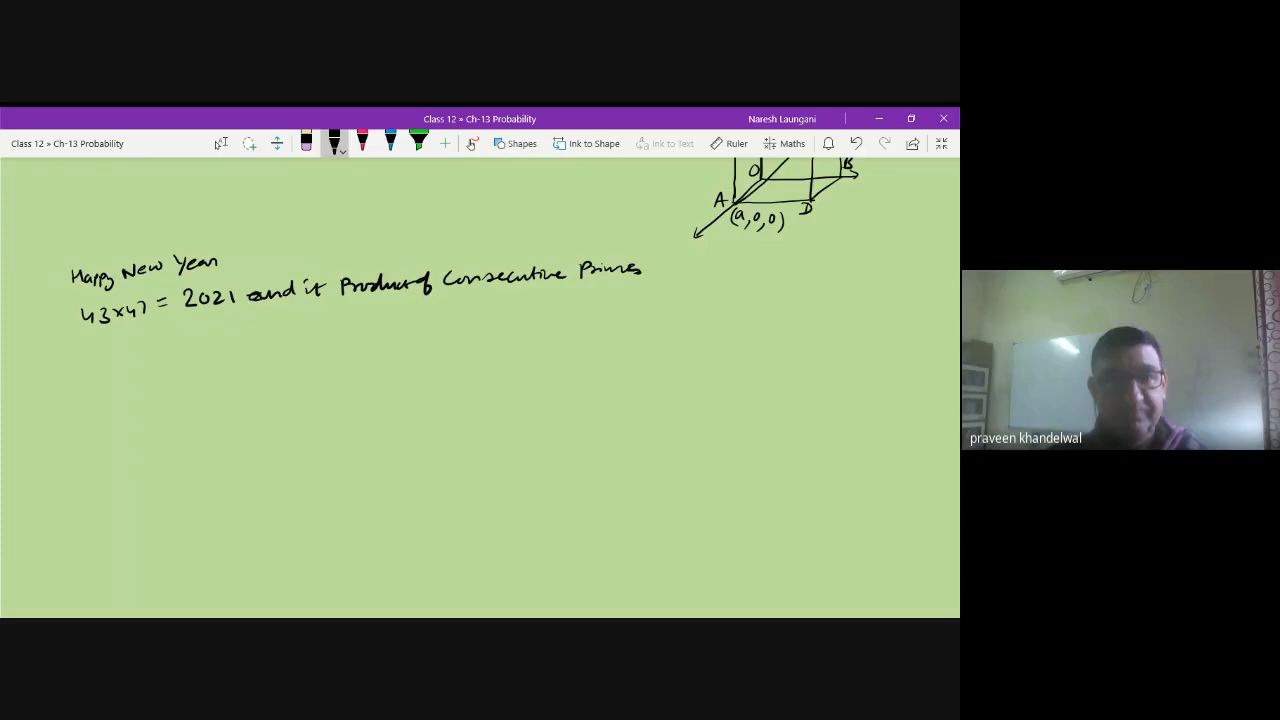 Class 12 » Ch-13 Probability
Naresh Laungani
Class 12 » Ch-13 Probability
Shapes
Ink to Shape
Ink to Text
Ruler
Maths
O
B
A
D
(a,0,0)
Happy New Year
43×47 = 2021 and it Product of Consecutive Primes
praveen khandelwal